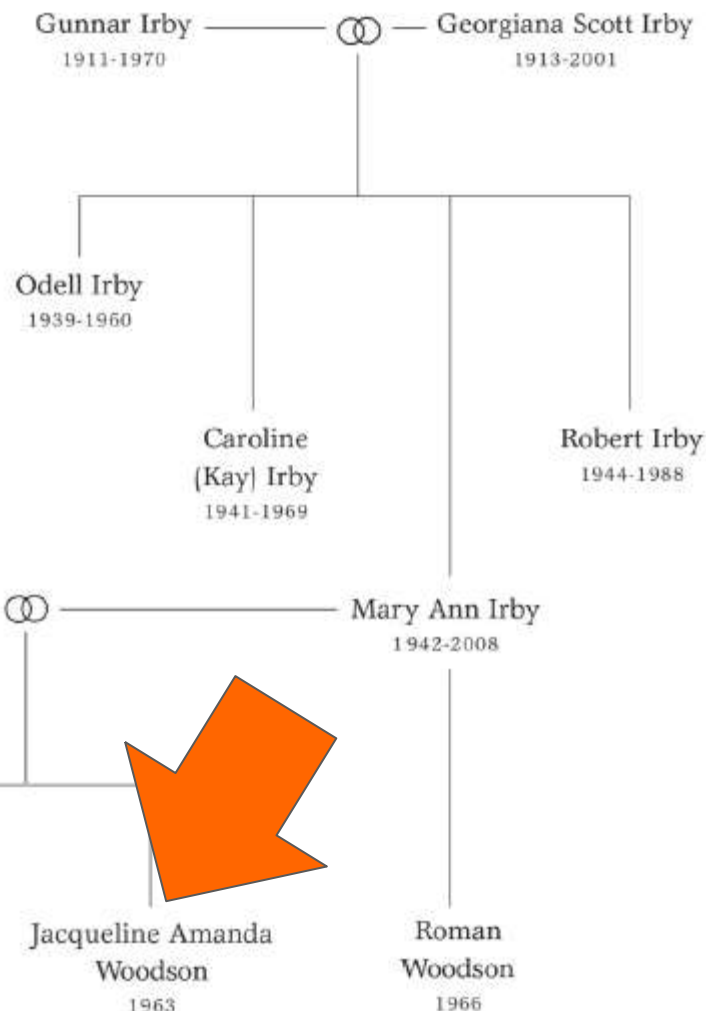 Gunnar Irby
1911-1970
Georgiana Scott Irby
1913-2001
Odell Irby
1939-1960
Caroline
(Kay) Irby
1941-1969
Robert Irby
1944-1988
Mary Ann Irby
1942-2008
Jacqueline Amanda
Woodson
1963
Roman
Woodson
1966